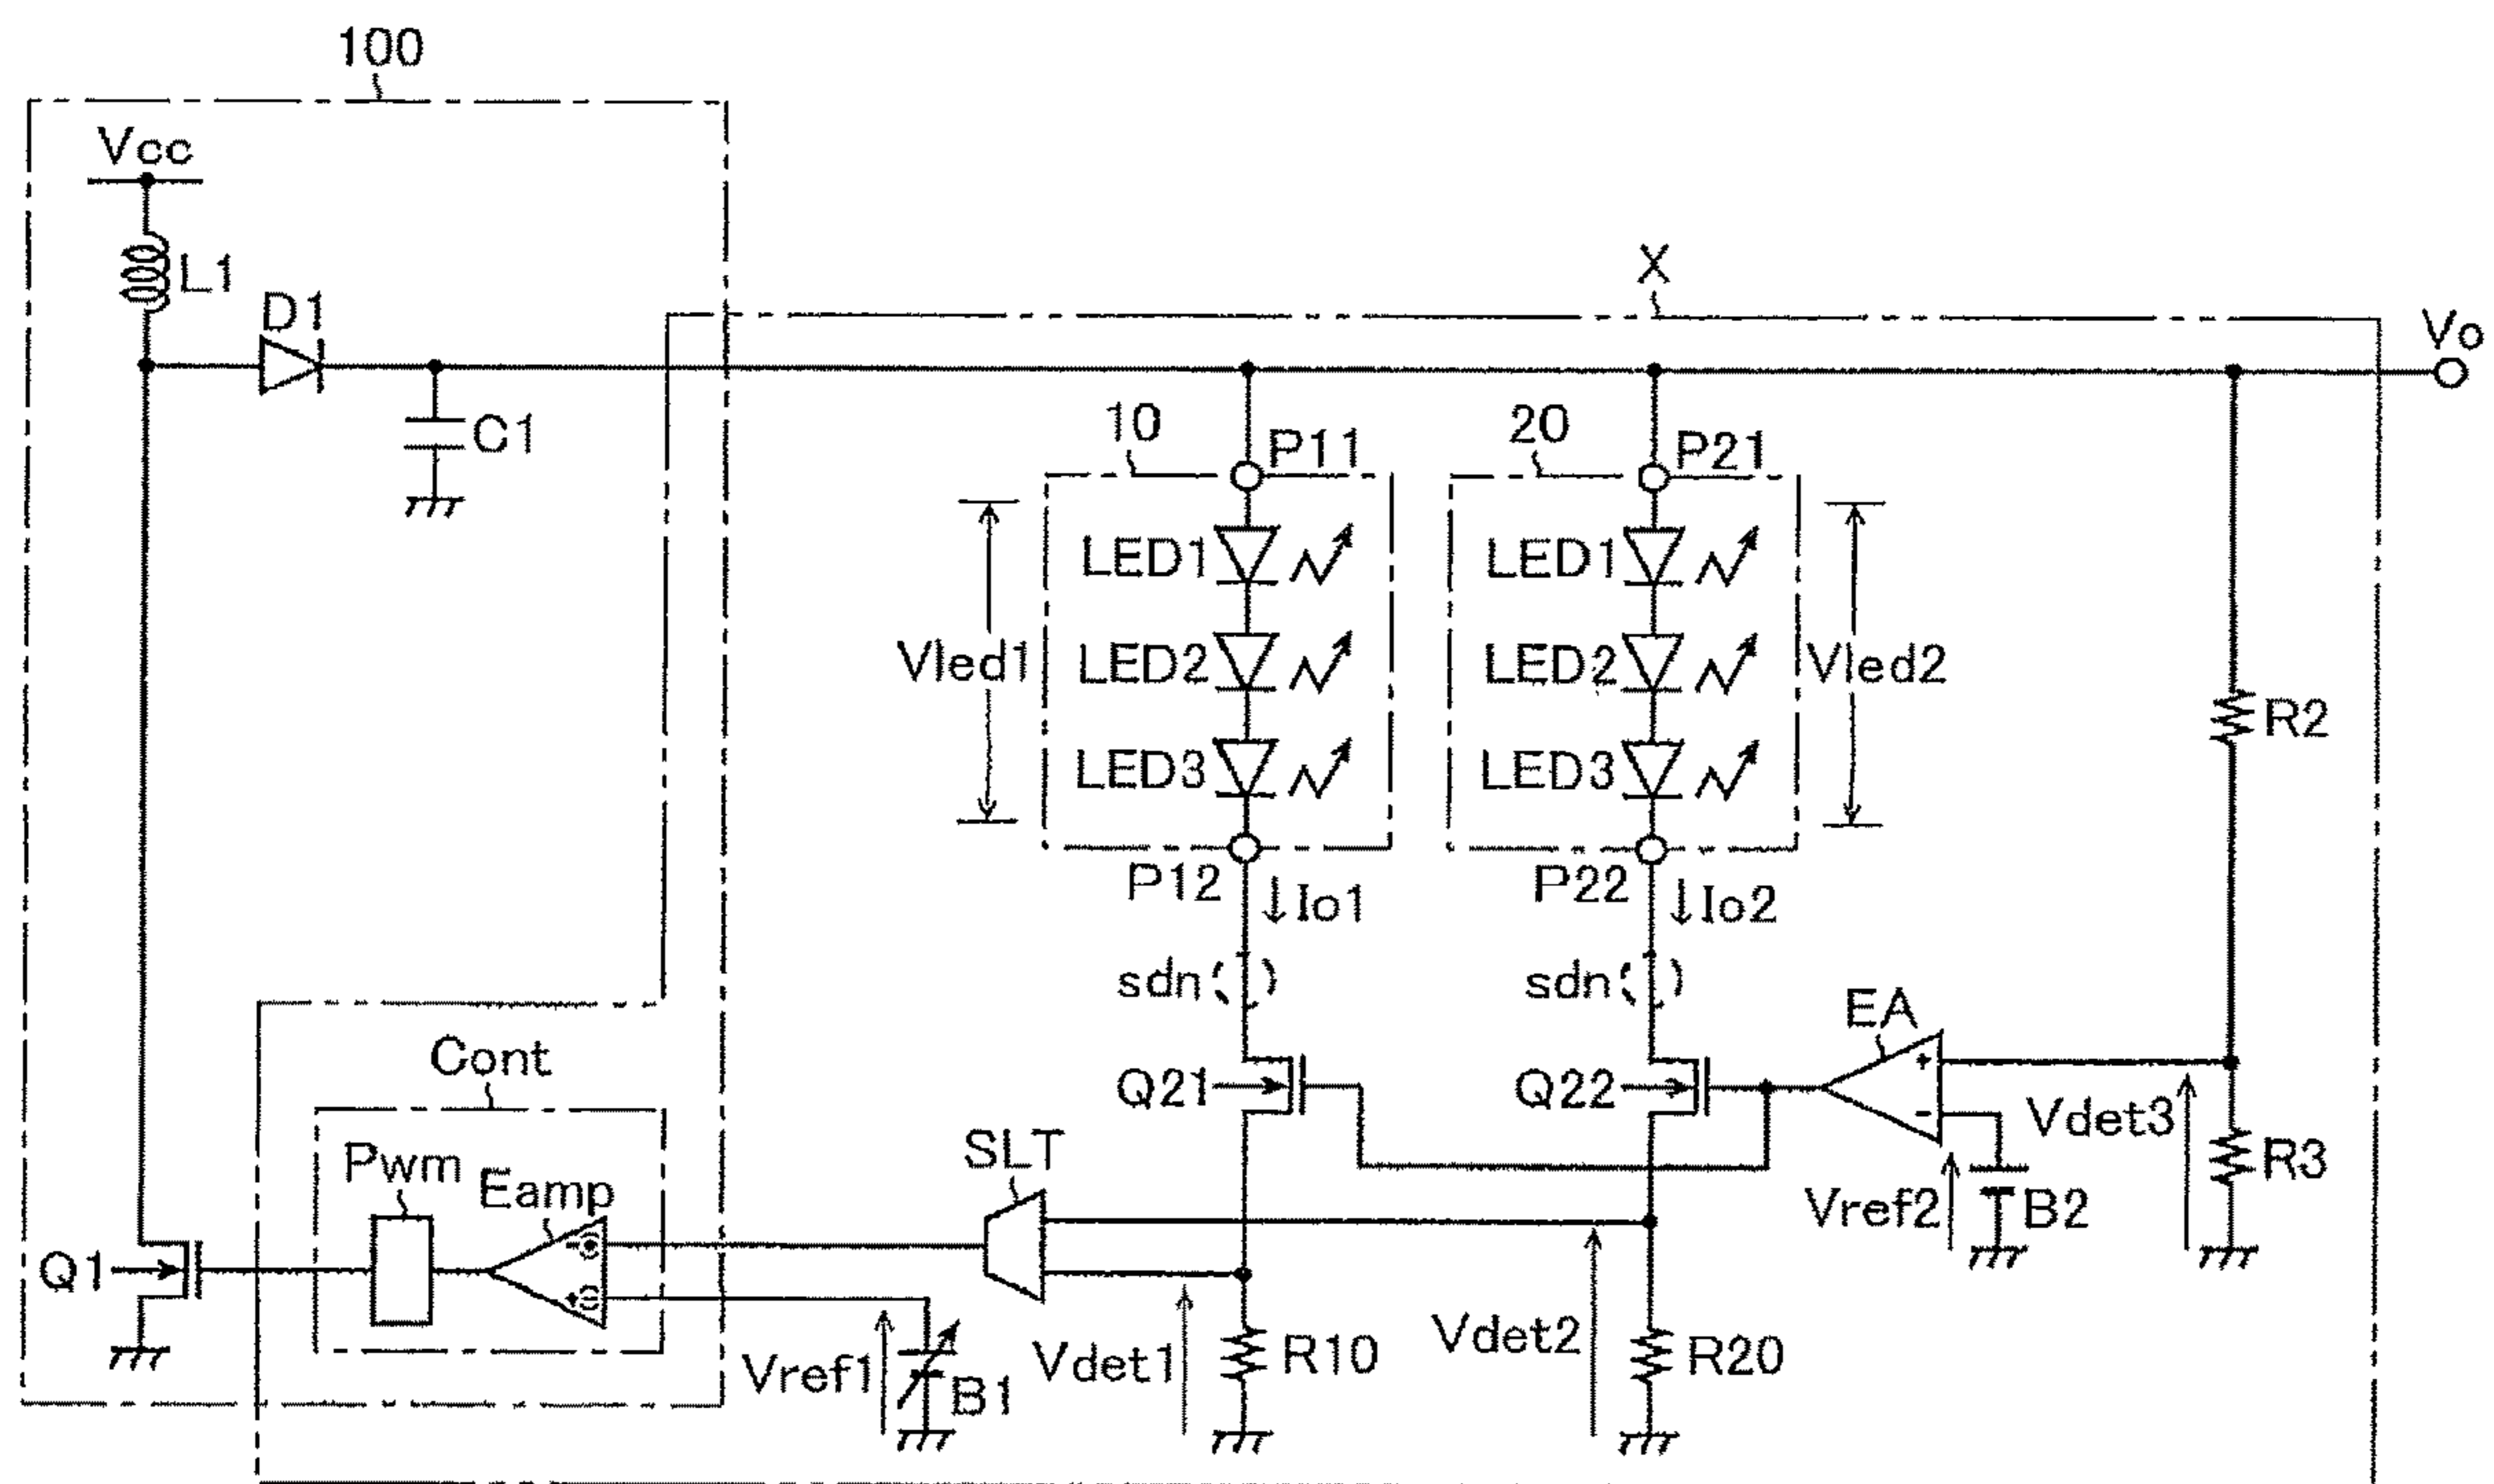 100
Vcc
L1
D1
C1
X
Vo
10
P11
20
P21
LED1
LED1
Vled1
LED2
LED2
Vled2
R2
LED3
LED3
P12
Io1
P22
Io2
sdn
sdn
EA
Cont
Q21
Q22
+
-
Vdet3
Pwm
Eamp
SLT
R3
Vref2
B2
Q1
-
+
Vref1
B1
Vdet1
R10
Vdet2
R20